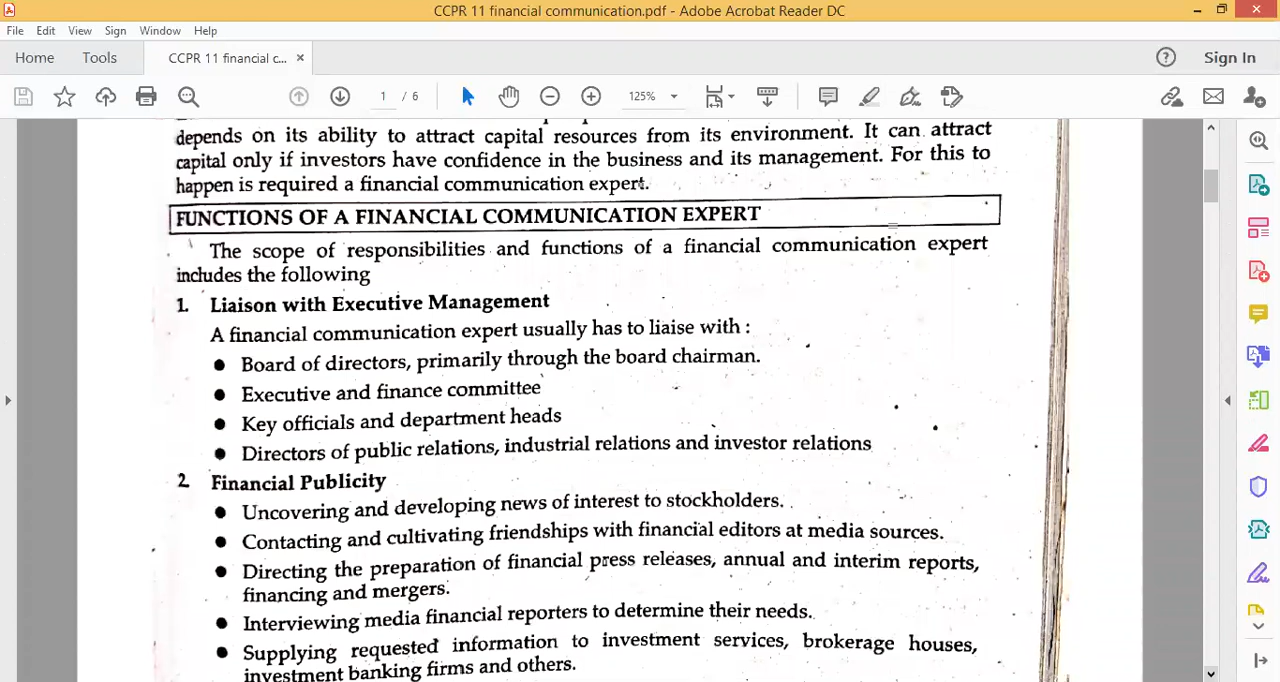 CCPR 11 financial communication.pdf - Adobe Acrobat Reader DC
File Edit View Sign Window Help
Home Tools CCPR 11 financial c... × Sign In
1 / 6 125%
depends on its ability to attract capital resources from its environment. It can attract
capital only if investors have confidence in the business and its management. For this to
happen is required a financial communication expert.
FUNCTIONS OF A FINANCIAL COMMUNICATION EXPERT
The scope of responsibilities and functions of a financial communication expert
includes the following
1. Liaison with Executive Management
A financial communication expert usually has to liaise with :
● Board of directors, primarily through the board chairman.
● Executive and finance committee
● Key officials and department heads
● Directors of public relations, industrial relations and investor relations
2. Financial Publicity
● Uncovering and developing news of interest to stockholders.
● Contacting and cultivating friendships with financial editors at media sources.
● Directing the preparation of financial press releases, annual and interim reports,
financing and mergers.
● Interviewing media financial reporters to determine their needs.
● Supplying requested information to investment services, brokerage houses,
investment banking firms and others.